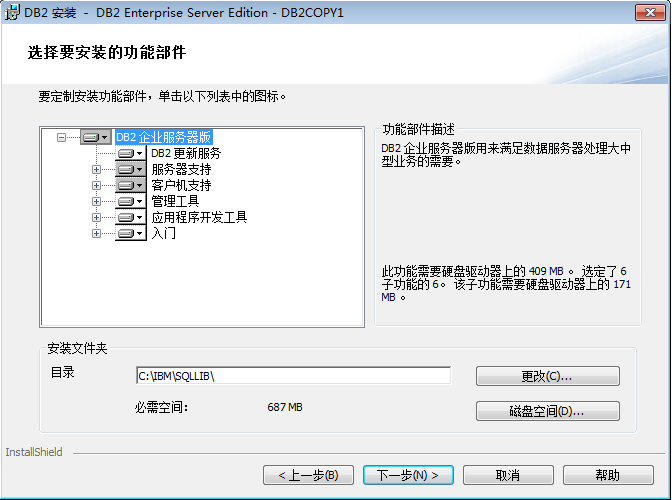 DB2 安装 - DB2 Enterprise Server Edition - DB2COPY1
选择要安装的功能部件
要定制安装功能部件，单击以下列表中的图标。
DB2 企业服务器版
DB2 更新服务
服务器支持
客户机支持
管理工具
应用程序开发工具
入门
功能部件描述
DB2 企业服务器版用来满足数据服务器处理大中
型业务的需要。
此功能需要硬盘驱动器上的 409 MB 。 选定了 6
子功能的 6。 该子功能需要硬盘驱动器上的 171
MB 。
安装文件夹
目录
C:\IBM\SQLLIB\
更改(C)...
必需空间:
687 MB
磁盘空间(D)...
InstallShield
< 上一步(B)
下一步(N) >
取消
帮助